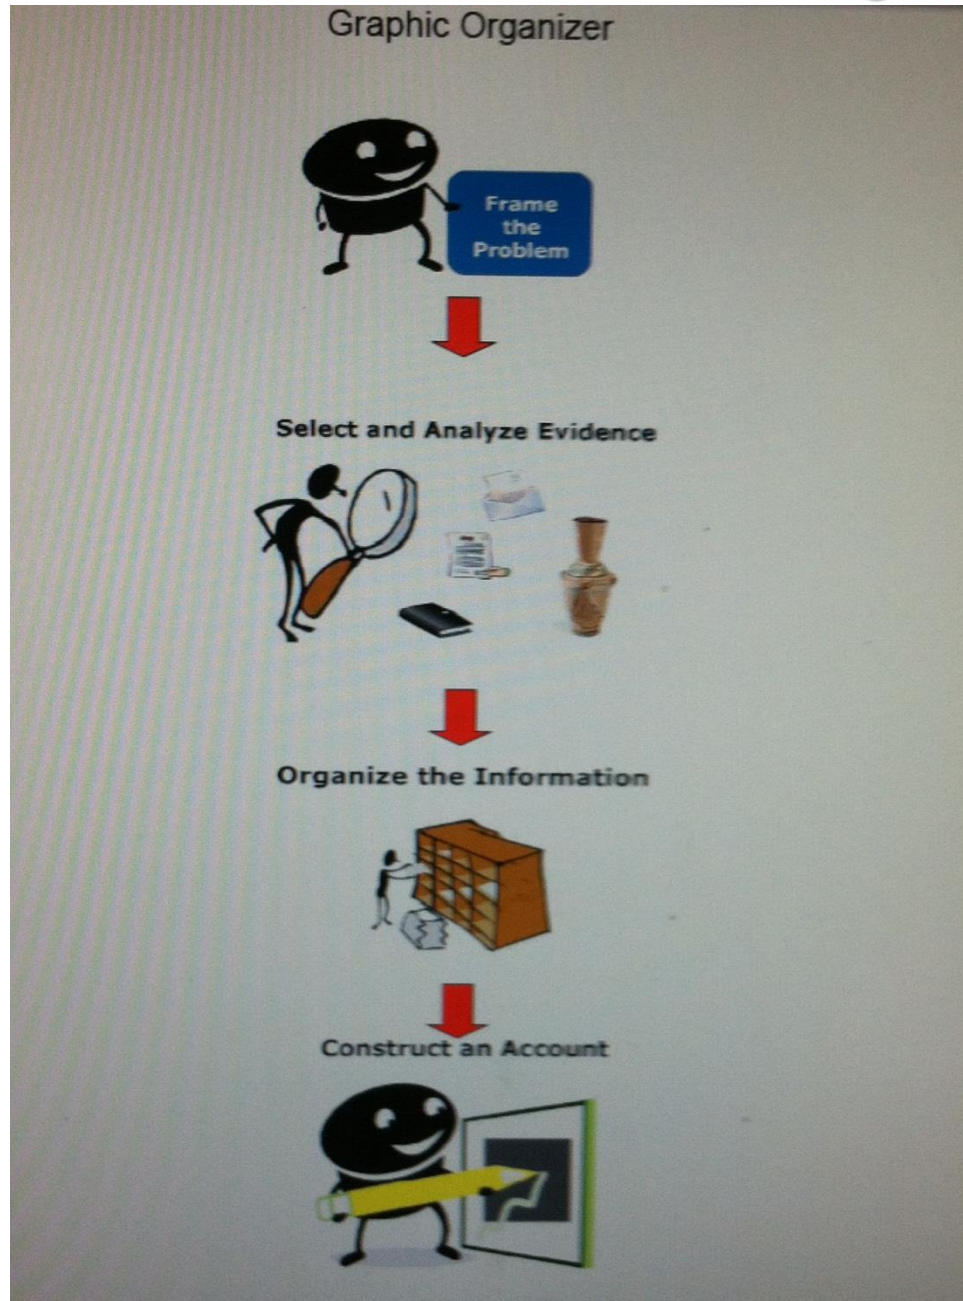 Graphic Organizer
Frame
the
Problem
Select and Analyze Evidence
Organize the Information
Construct an Account